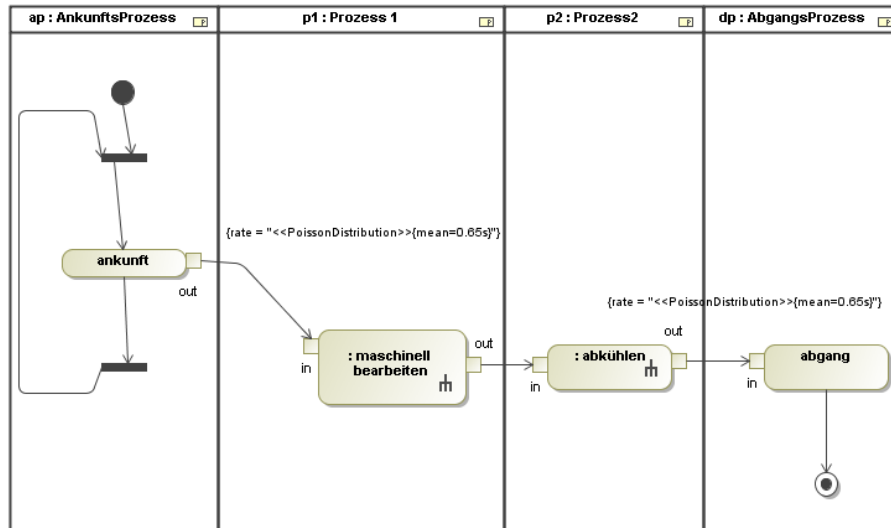 ap : AnkunftsProzess
p1 : Prozess 1
p2 : Prozess2
dp : AbgangsProzess
{rate = "<<PoissonDistribution>>{mean=0.65s}"}
ankunft
out
{rate = "<<PoissonDistribution>>{mean=0.65s}"}
in
: maschinell
bearbeiten
out
in
: abkühlen
out
in
abgang